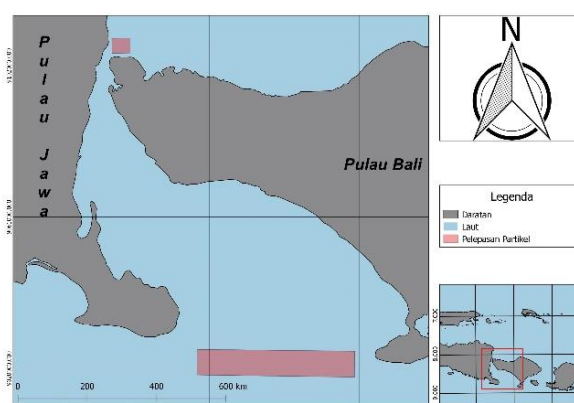 Pulau Jawa
Pulau Bali
0 200 400 600 km
N
Legenda
Daratan
Laut
Pelepasan Partikel